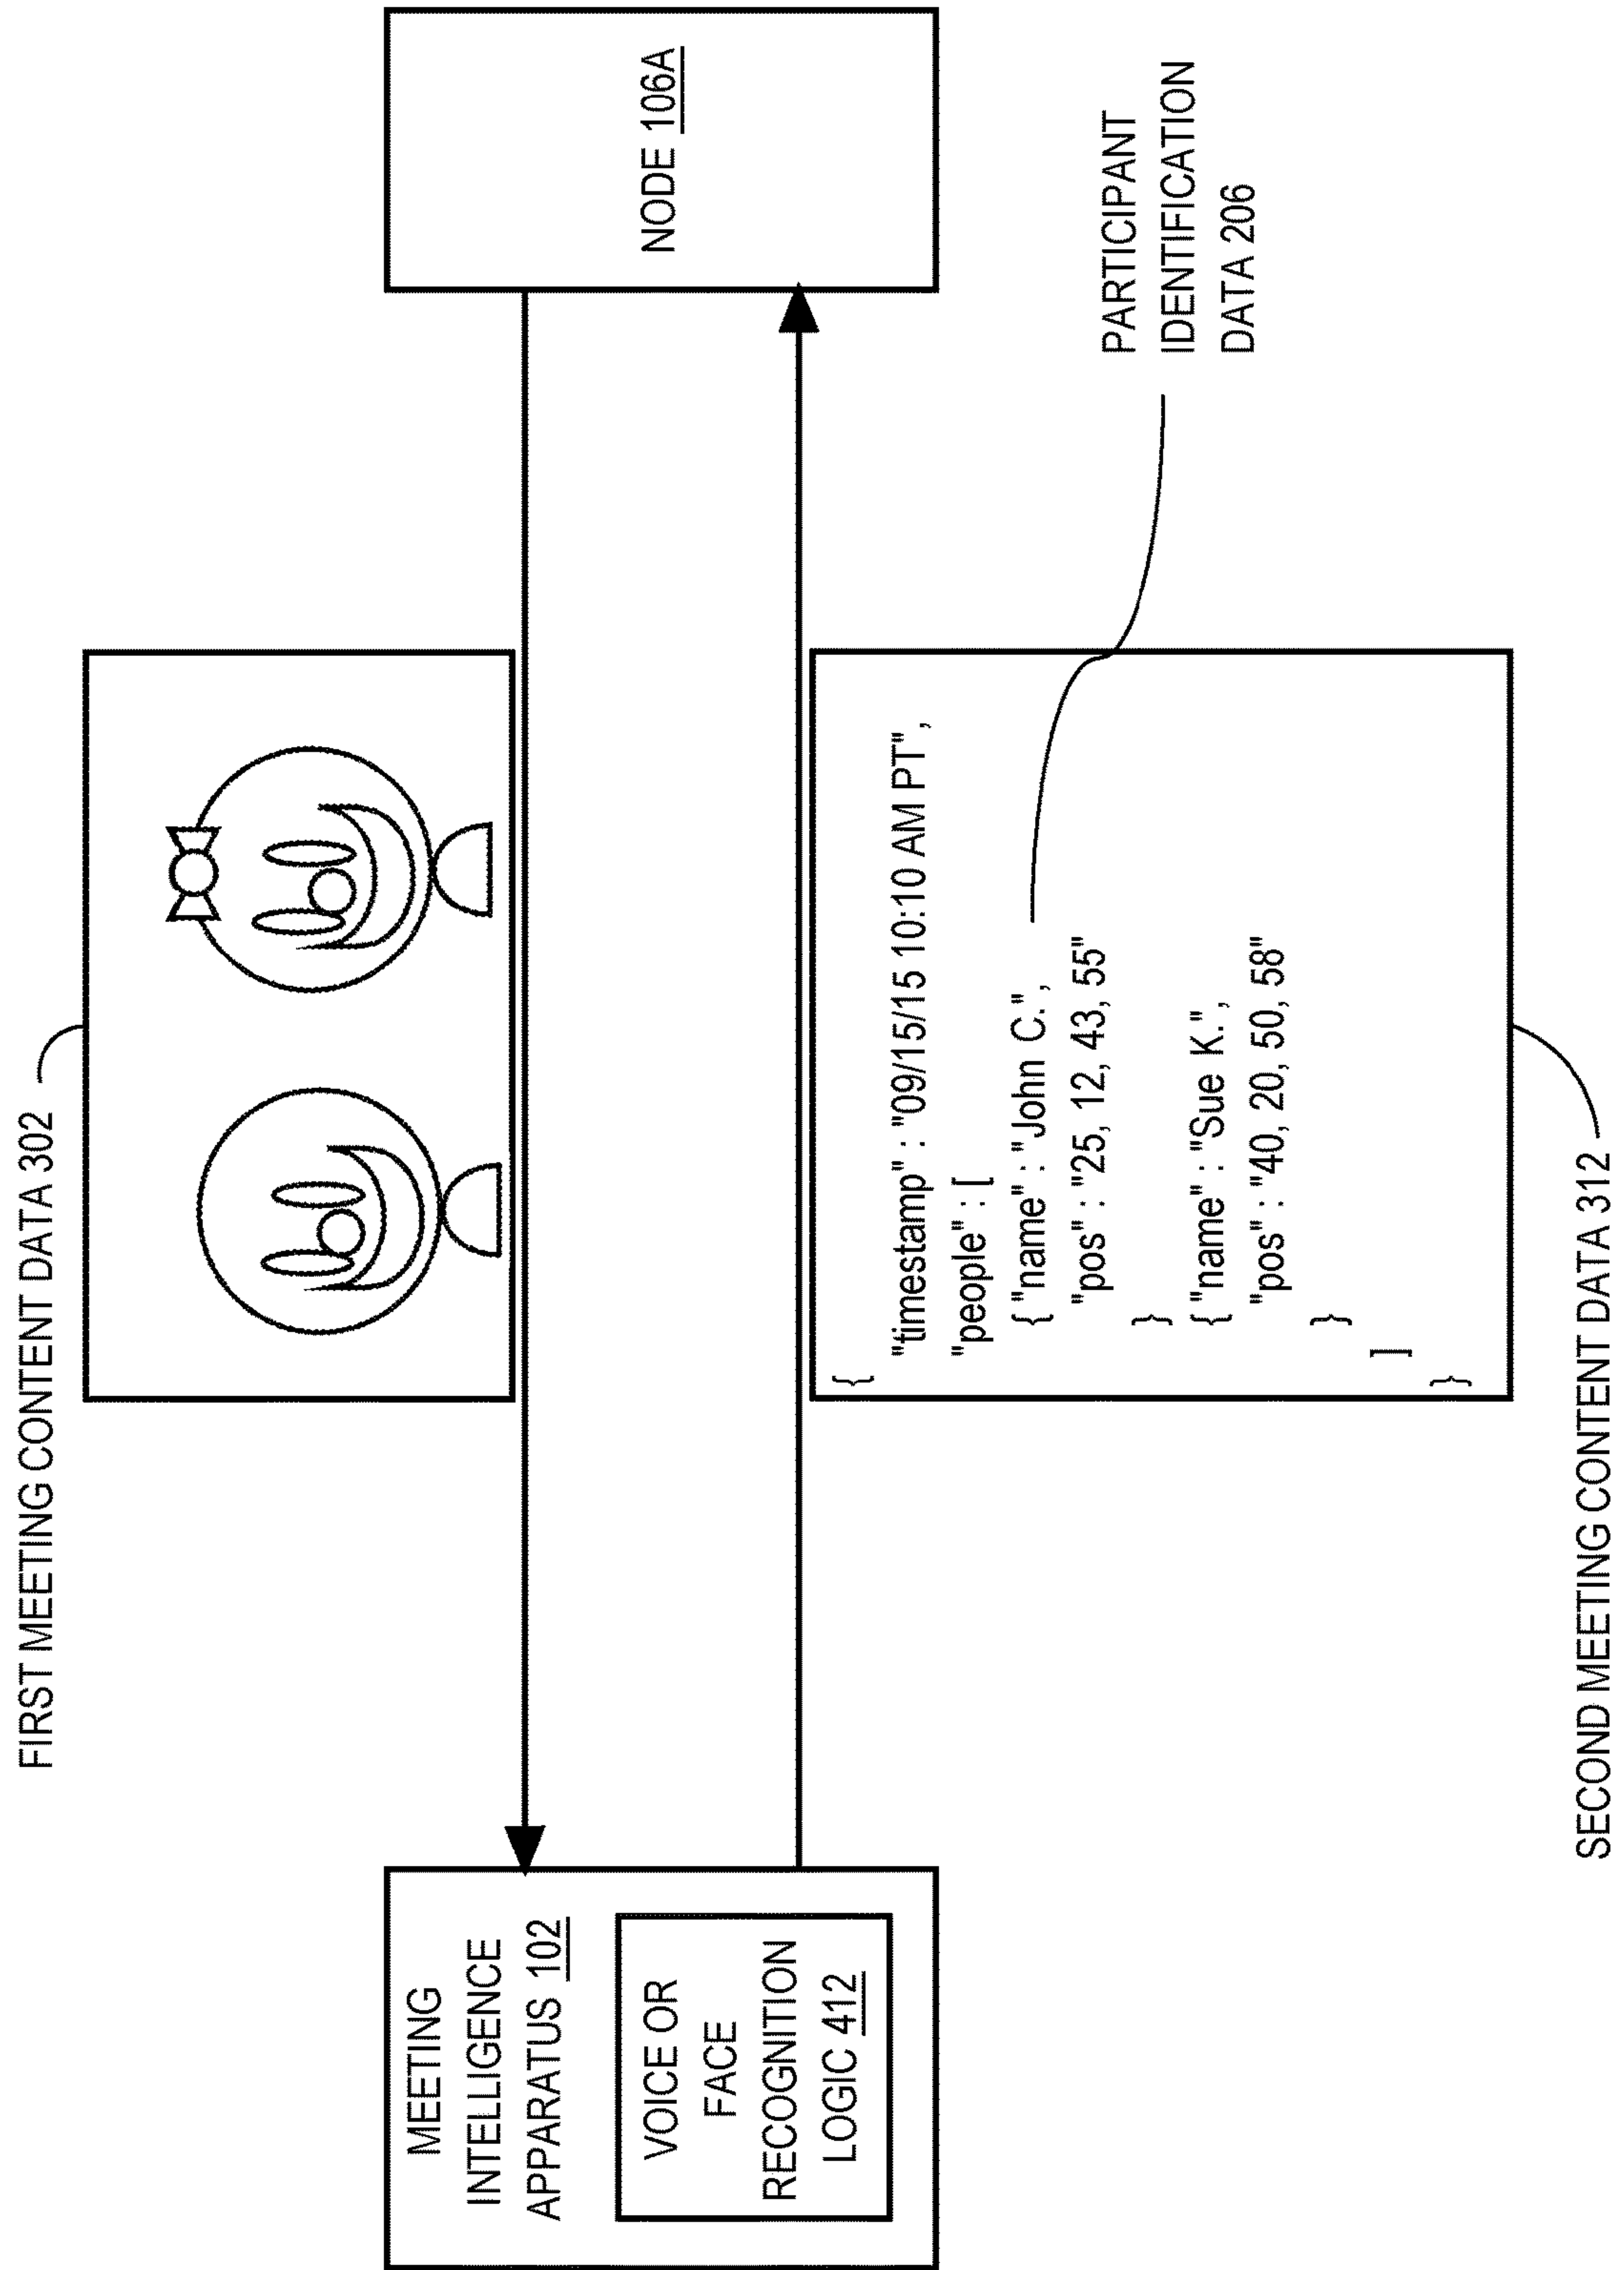 FIRST MEETING CONTENT DATA 302
MEETING
INTELLIGENCE
APPARATUS 102
VOICE OR
FACE
RECOGNITION
LOGIC 412
NODE 106A
{
"timestamp" : "09/15/15 10:10 AM PT",
"people" : [
{ "name" : "John C.",
"pos" : "25, 12, 43, 55"
}
{ "name" : "Sue K.",
"pos" : "40, 20, 50, 58"
}
]
}
PARTICIPANT
IDENTIFICATION
DATA 206
SECOND MEETING CONTENT DATA 312